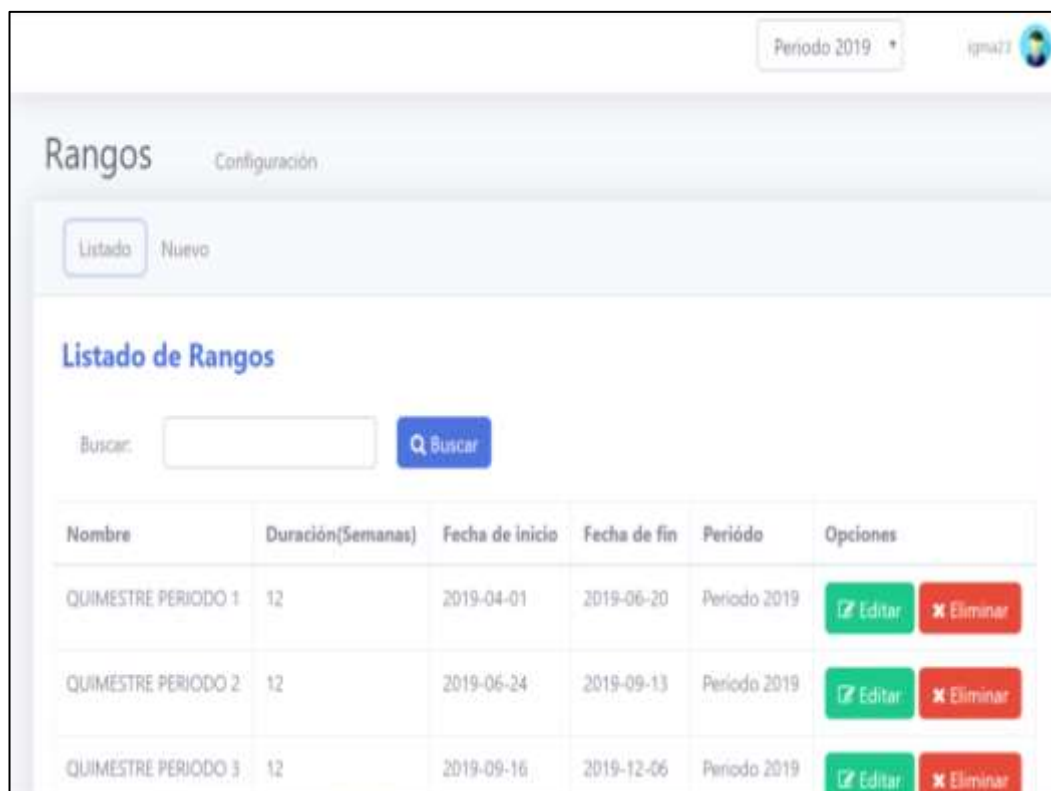 Periodo 2019
Rangos Configuración
Listado Nuevo
Listado de Rangos
Buscar: Buscar
Nombre Duración(Semanas) Fecha de inicio Fecha de fin Periódo Opciones
QUIMESTRE PERIODO 1 12 2019-04-01 2019-06-20 Periodo 2019 Editar Eliminar
QUIMESTRE PERIODO 2 12 2019-06-24 2019-09-13 Periodo 2019 Editar Eliminar
QUIMESTRE PERIODO 3 12 2019-09-16 2019-12-06 Periodo 2019 Editar Eliminar